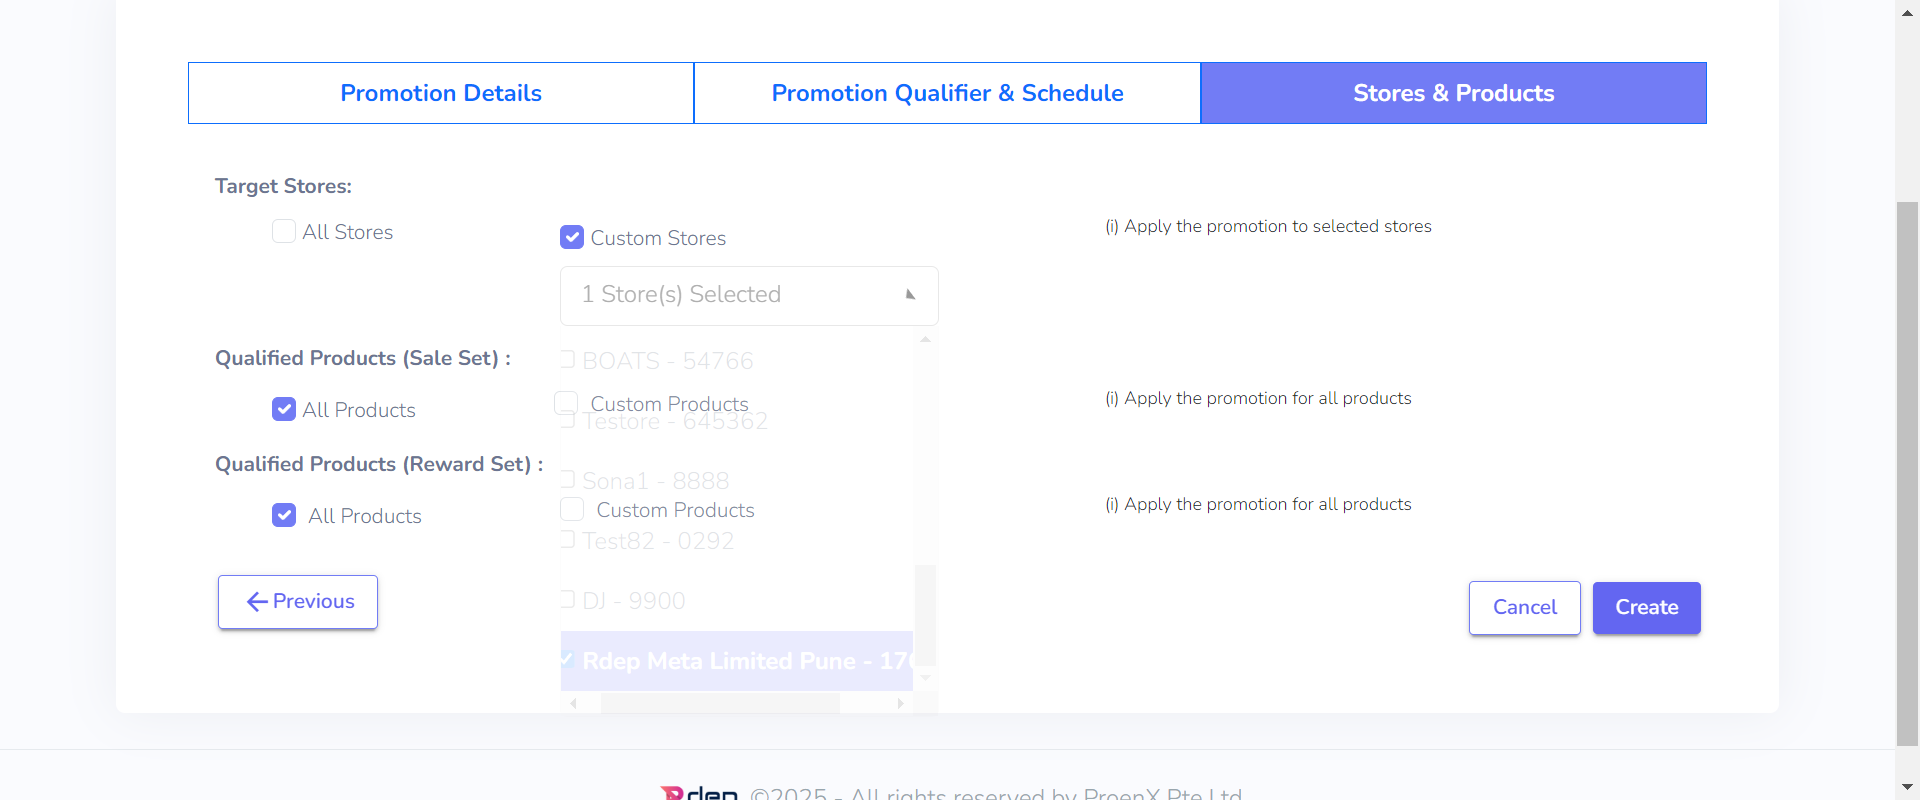 Promotion Details
Promotion Qualifier & Schedule
Stores & Products
Target Stores:
All Stores
Custom Stores
(i) Apply the promotion to selected stores
1 Store(s) Selected
Qualified Products (Sale Set) :
BOATS - 54766
All Products
Custom Products
(i) Apply the promotion for all products
Testore - 645362
Qualified Products (Reward Set) :
Sona1 - 8888
All Products
Custom Products
(i) Apply the promotion for all products
Test82 - 0292
DJ - 9900
Previous
Cancel
Create
Rdep Meta Limited Pune - 176
Rdep ©2025 - All rights reserved by ProenX Pte Ltd